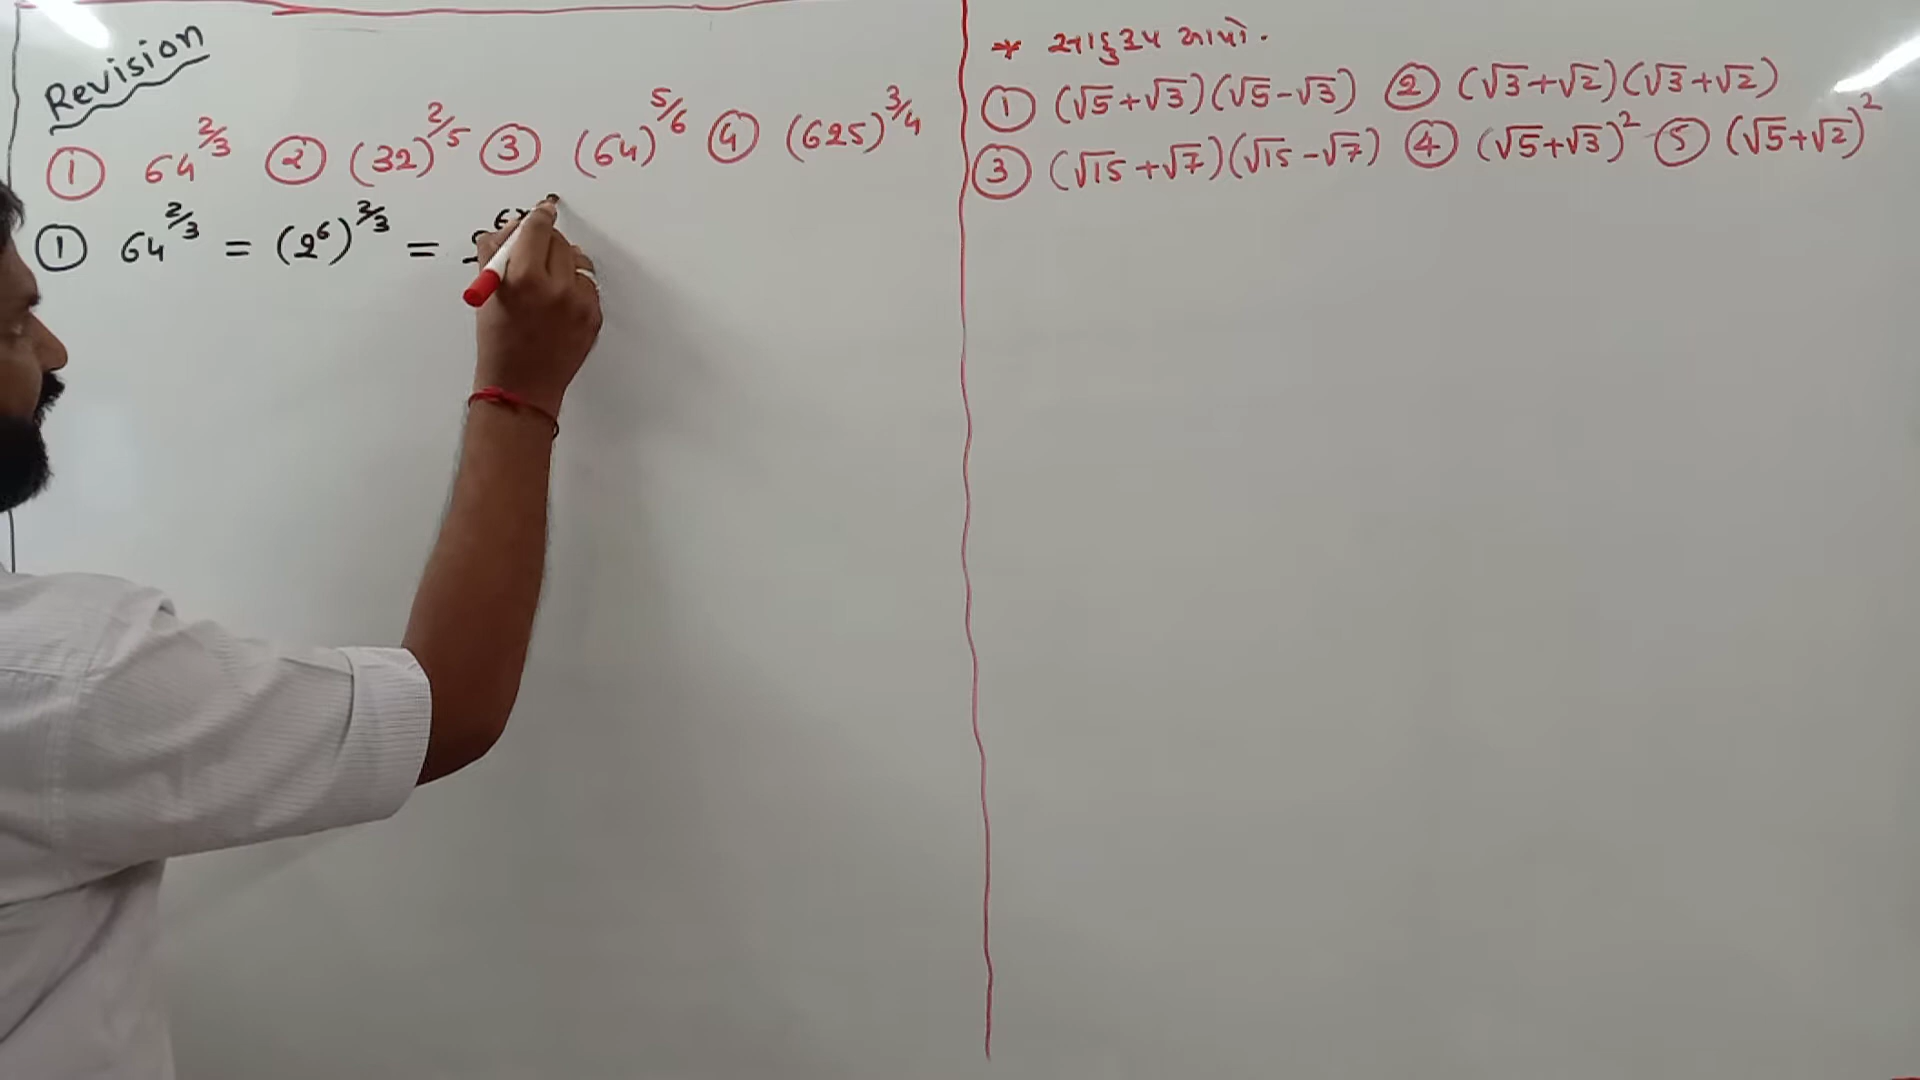 Revision
① 64^2/3 ② (32)^2/5 ③ (64)^5/6 ④ (625)^3/4
① 64^2/3 = (2^6)^2/3 = 2^6×
* સાદુરૂપ આપો.
① (√5+√3)(√5-√3) ② (√3+√2)(√3+√2)
③ (√15+√7)(√15-√7) ④ (√5+√3)^2 ⑤ (√5+√2)^2